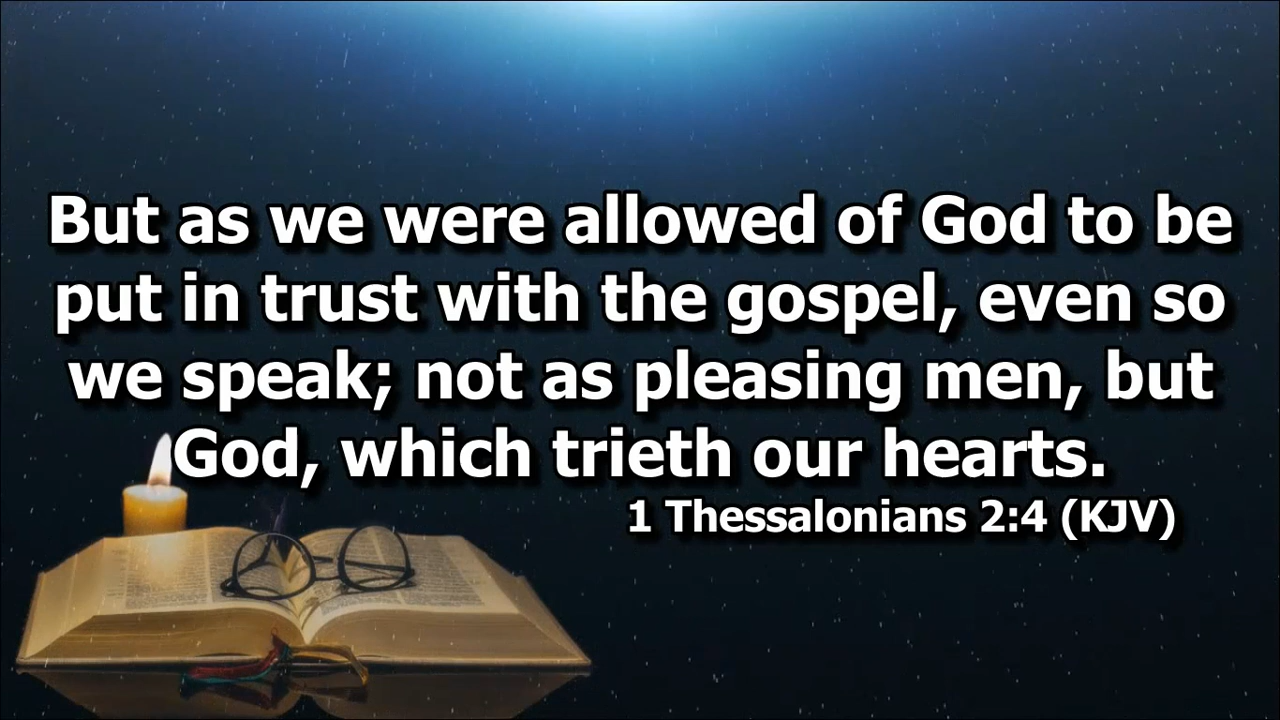 But as we were allowed of God to be
put in trust with the gospel, even so
we speak; not as pleasing men, but
God, which trieth our hearts.
1 Thessalonians 2:4 (KJV)